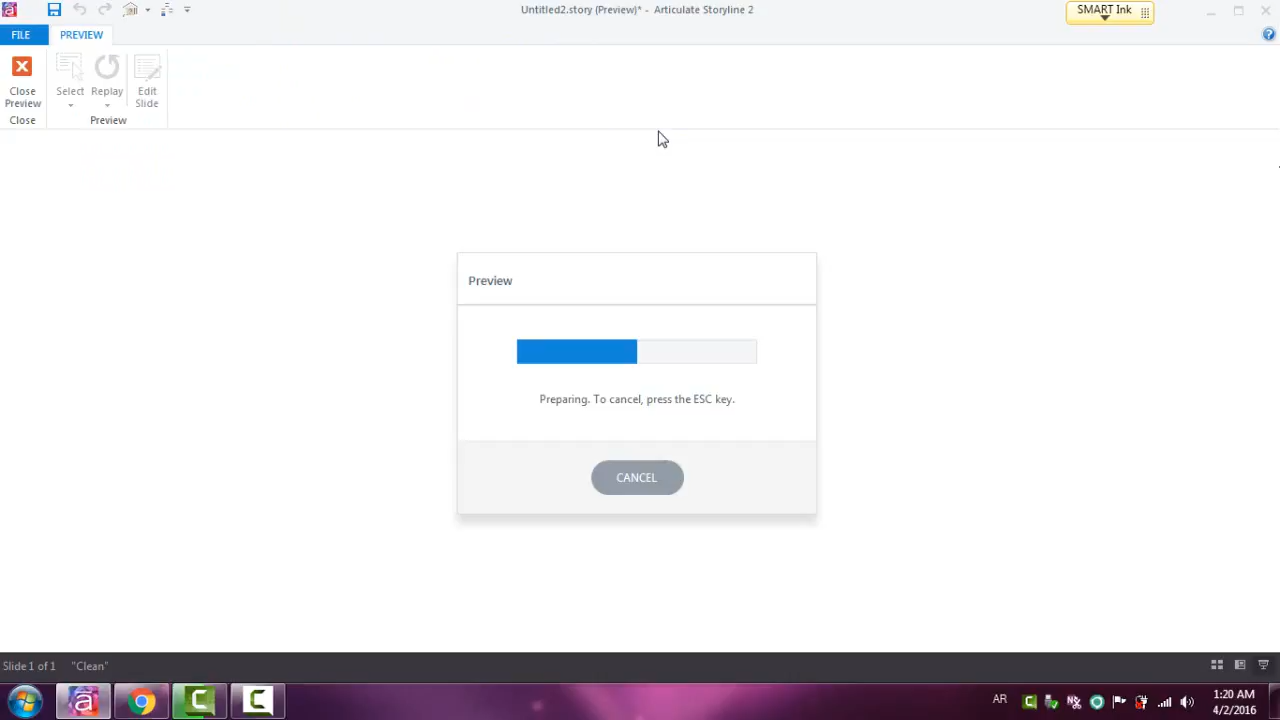 Untitled2.story (Preview)* - Articulate Storyline 2
SMART Ink
FILE
PREVIEW
Close
Preview
Select
Replay
Edit
Slide
Close
Preview
Preview
Preparing. To cancel, press the ESC key.
CANCEL
Slide 1 of 1 "Clean"
AR
1:20 AM
4/2/2016